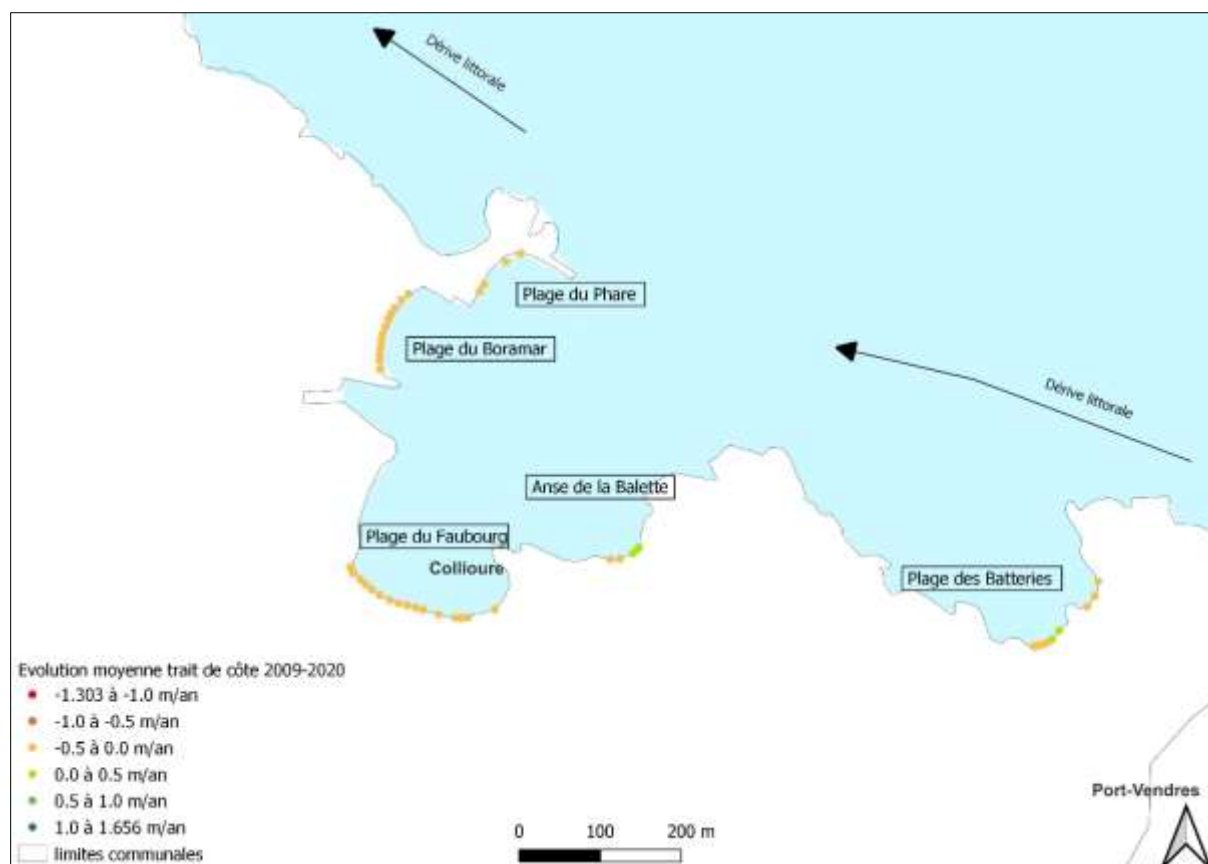 Dérive littorale
Plage du Phare
Plage du Boramar
Dérive littorale
Anse de la Balette
Plage du Faubourg
Collioure
Plage des Batteries
Evolution moyenne trait de côte 2009-2020
-1.303 à -1.0 m/an
-1.0 à -0.5 m/an
-0.5 à 0.0 m/an
0.0 à 0.5 m/an
0.5 à 1.0 m/an
1.0 à 1.656 m/an
limites communales
0 100 200 m
Port-Vendres